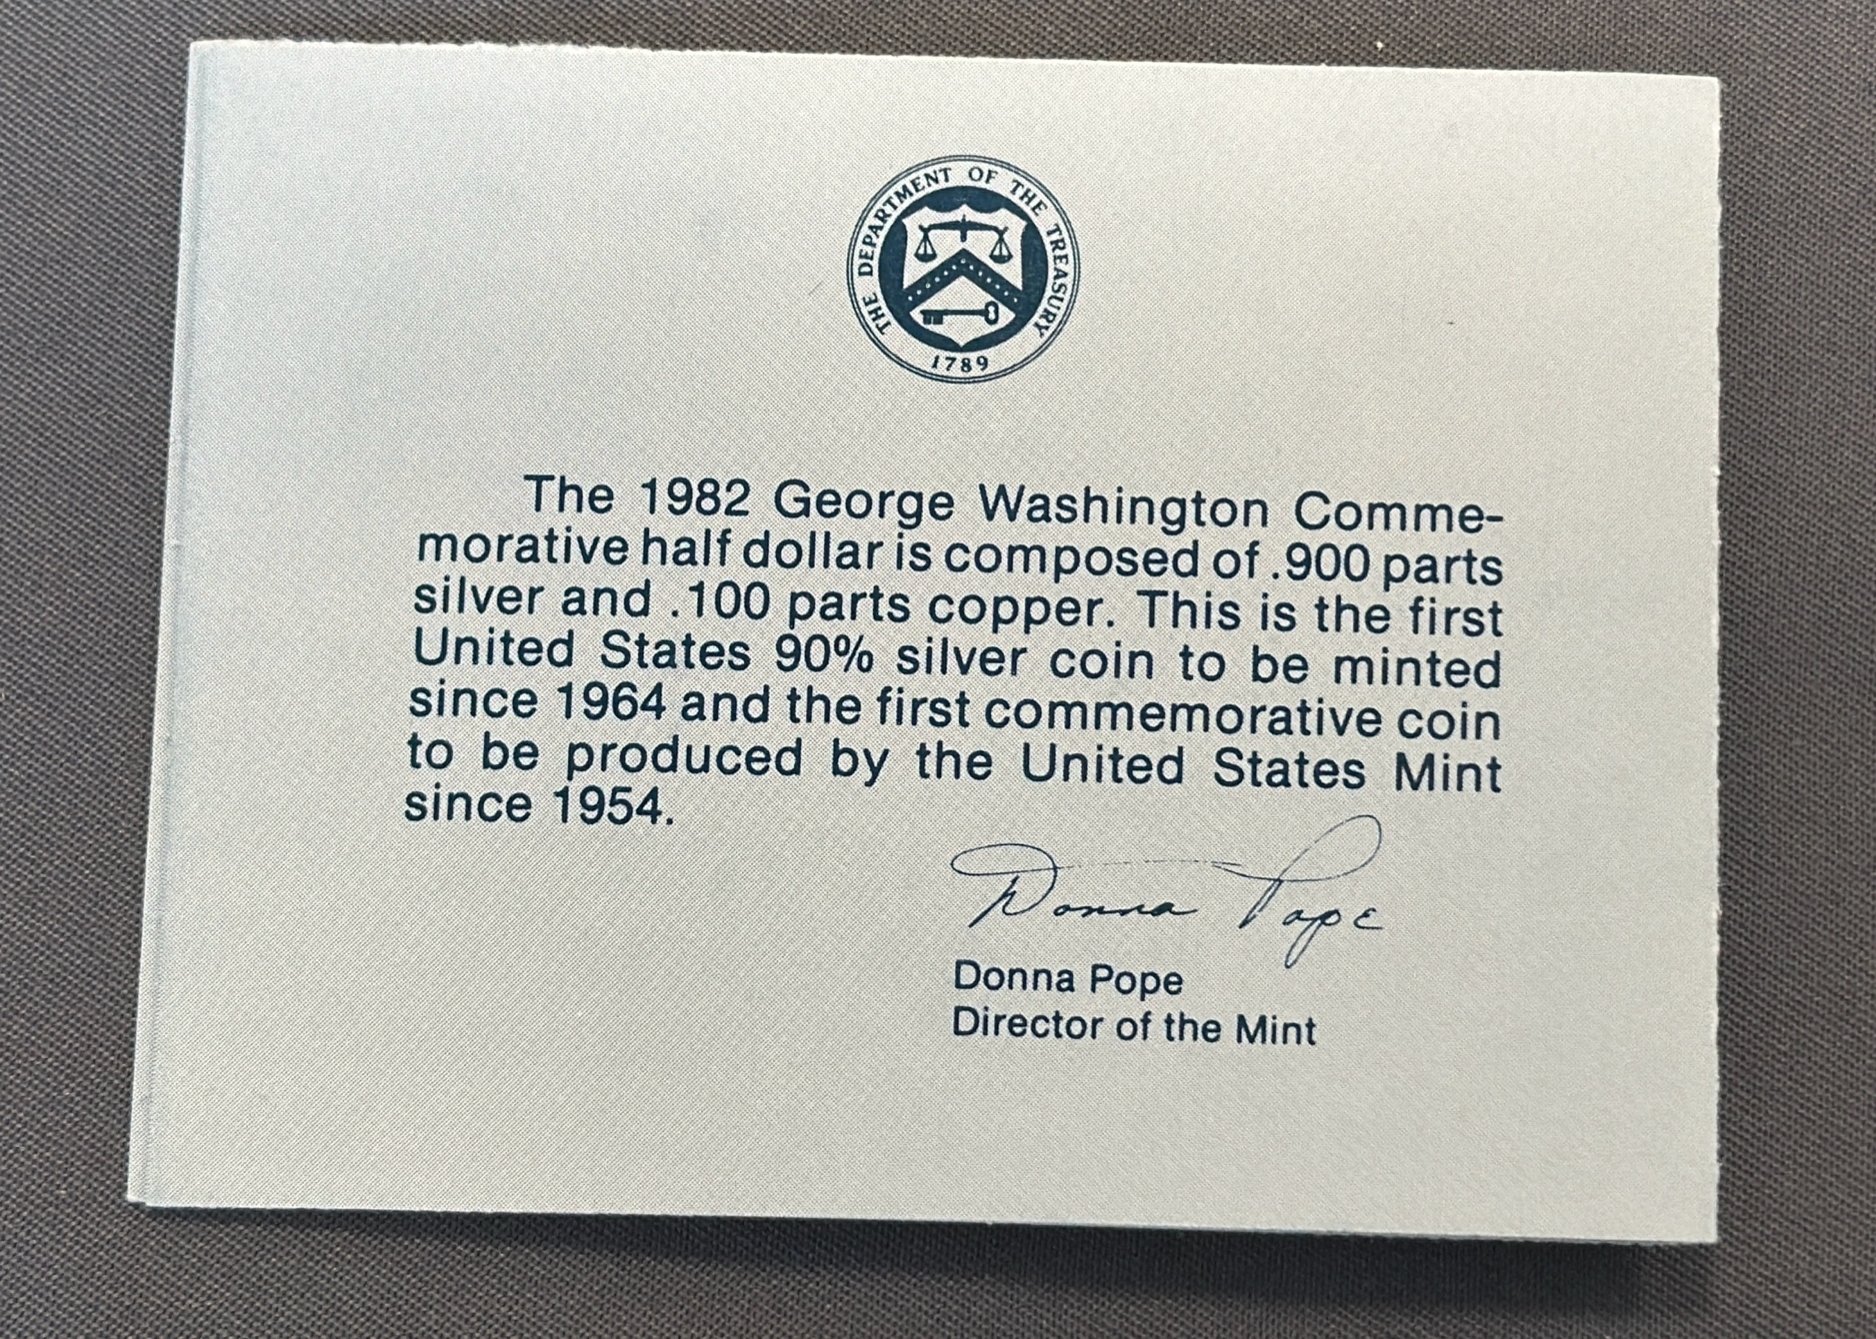 THE DEPARTMENT OF THE TREASURY
1789
The 1982 George Washington Comme-
morative half dollar is composed of .900 parts
silver and .100 parts copper. This is the first
United States 90% silver coin to be minted
since 1964 and the first commemorative coin
to be produced by the United States Mint
since 1954.
Donna Pope
Donna Pope
Director of the Mint